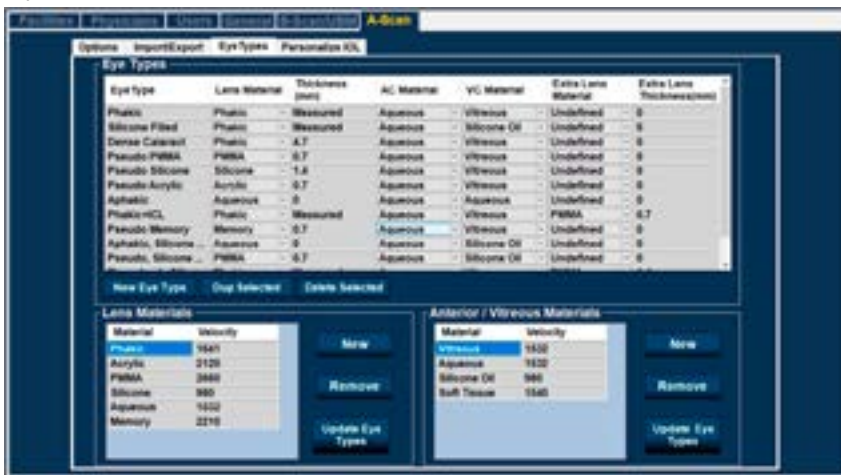 Facilities Physicians Users General B-Scan/UBM A-Scan
Options Import/Export Eye Types Personalize IOL
Eye Types
Eye Type Lens Material Thickness (mm) AC Material VC Material Extra Lens Material Extra Lens Thickness(mm)
Phakic Phakic Measured Aqueous Vitreous Undefined 0
Silicone Filled Phakic Measured Aqueous Silicone Oil Undefined 0
Dense Cataract Phakic 4.7 Aqueous Vitreous Undefined 0
Pseudo PMMA PMMA 0.7 Aqueous Vitreous Undefined 0
Pseudo Silicone Silicone 1.4 Aqueous Vitreous Undefined 0
Pseudo Acrylic Acrylic 0.7 Aqueous Vitreous Undefined 0
Aphakic Aqueous 0 Aqueous Aqueous Undefined 0
Phakic+ICL Phakic Measured Aqueous Vitreous PMMA 0.7
Pseudo Memory Memory 0.7 Aqueous Vitreous Undefined 0
Aphakic, Silicone ... Aqueous 0 Aqueous Silicone Oil Undefined 0
Pseudo, Silicone ... PMMA 0.7 Aqueous Silicone Oil Undefined 0
New Eye Type Dup Selected Delete Selected
Lens Materials
Material Velocity
Phakic 1641
Acrylic 2120
PMMA 2660
Silicone 980
Aqueous 1532
Memory 2210
New
Remove
Update Eye
Types
Anterior / Vitreous Materials
Material Velocity
Vitreous 1532
Aqueous 1532
Silicone Oil 980
Soft Tissue 1540
New
Remove
Update Eye
Types